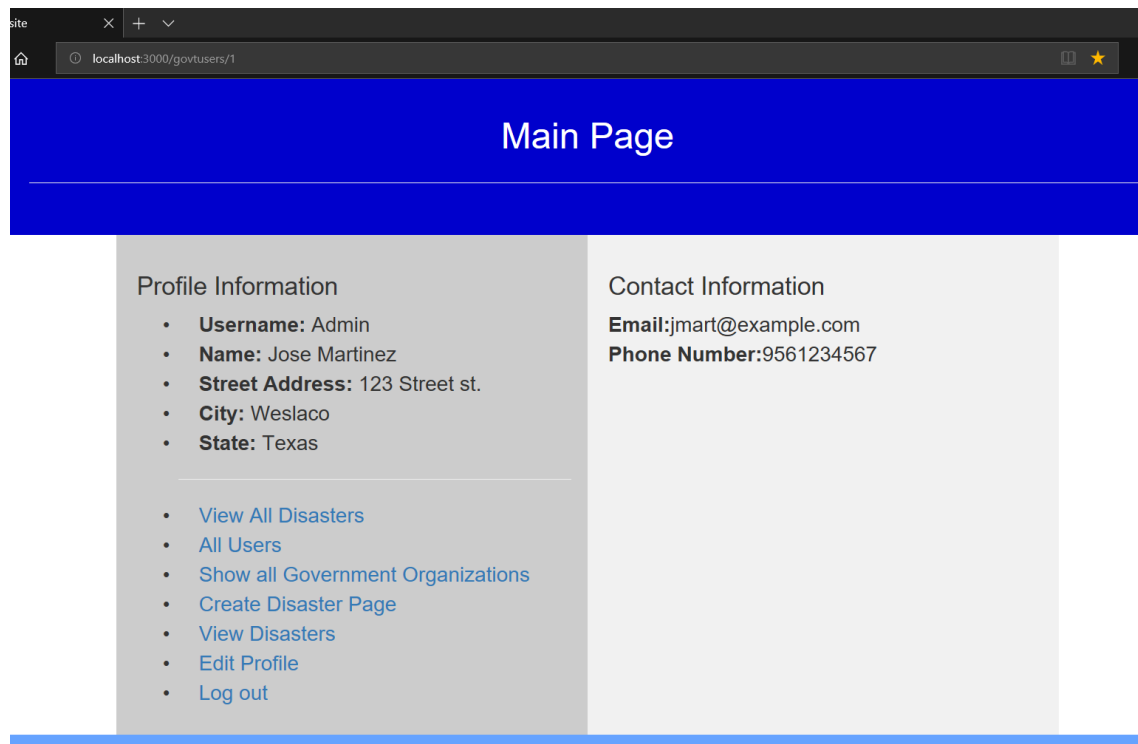 site
localhost:3000/govtusers/1
Main Page
Profile Information
• Username: Admin
• Name: Jose Martinez
• Street Address: 123 Street st.
• City: Weslaco
• State: Texas
• View All Disasters
• All Users
• Show all Government Organizations
• Create Disaster Page
• View Disasters
• Edit Profile
• Log out
Contact Information
Email:jmart@example.com
Phone Number:9561234567